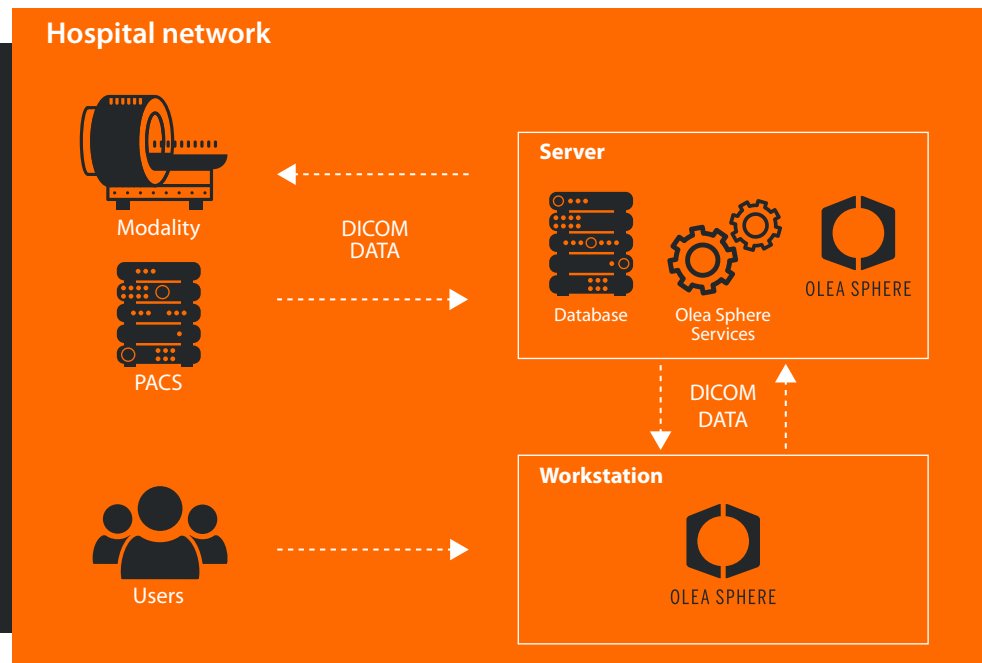 Hospital network
Modality
DICOM
DATA
PACS
Server
Database
Olea Sphere
Services
OLEA SPHERE
DICOM
DATA
Workstation
OLEA SPHERE
Users